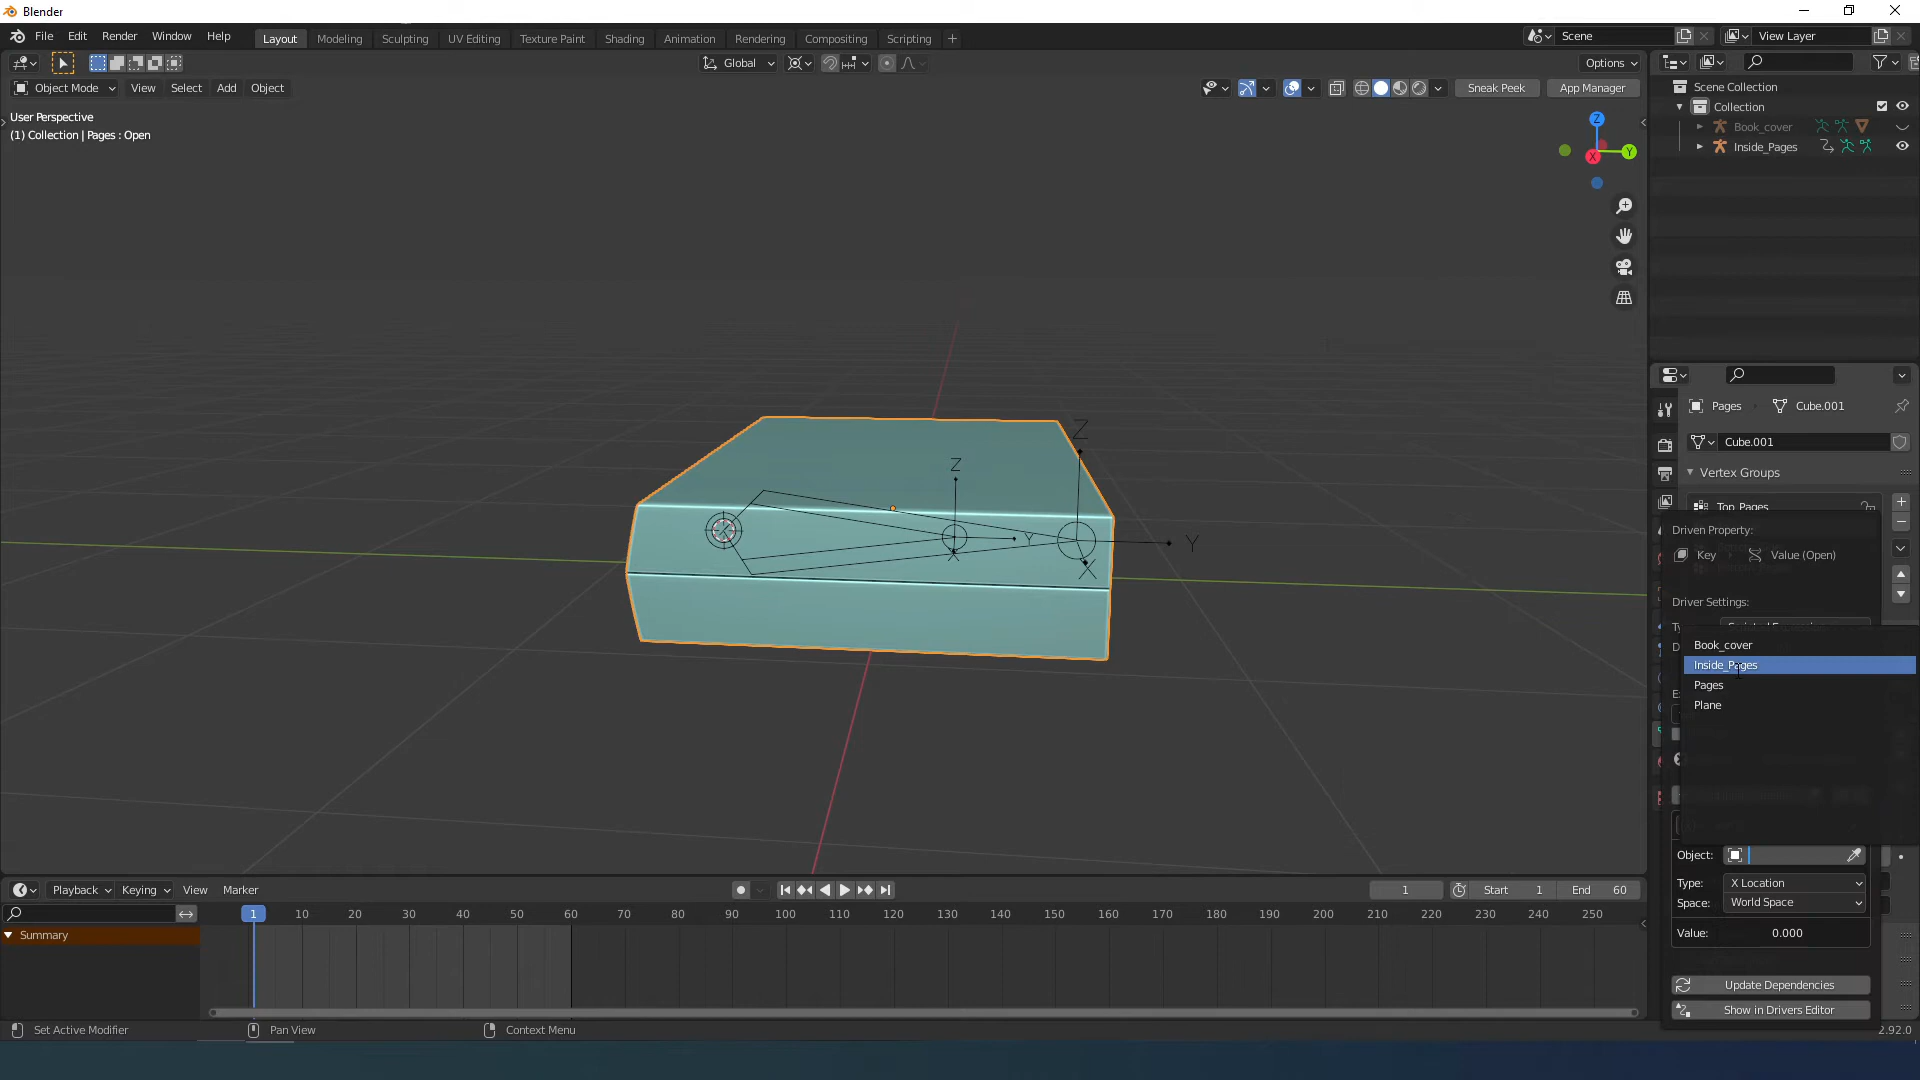 Blender
File Edit Render Window Help
Layout Modeling Sculpting UV Editing Texture Paint Shading Animation Rendering Compositing Scripting +
Scene
View Layer
Global
Options
Object Mode View Select Add Object
Sneak Peek App Manager
User Perspective
(1) Collection | Pages : Open
Scene Collection
Collection
Book_cover
Inside_Pages
Z
Y
X
Z
Y
X
Z
Y
X
Pages Cube.001
Cube.001
Vertex Groups
Top Pages
Driven Property:
Key Value (Open)
Driver Settings:
Book_cover
Inside_Pages
Pages
Plane
Object:
Type: X Location
Space: World Space
Value: 0.000
Update Dependencies
Show in Drivers Editor
Playback Keying View Marker
1 Start 1 End 60
1 10 20 30 40 50 60 70 80 90 100 110 120 130 140 150 160 170 180 190 200 210 220 230 240 250
Summary
Set Active Modifier Pan View Context Menu
2.92.0